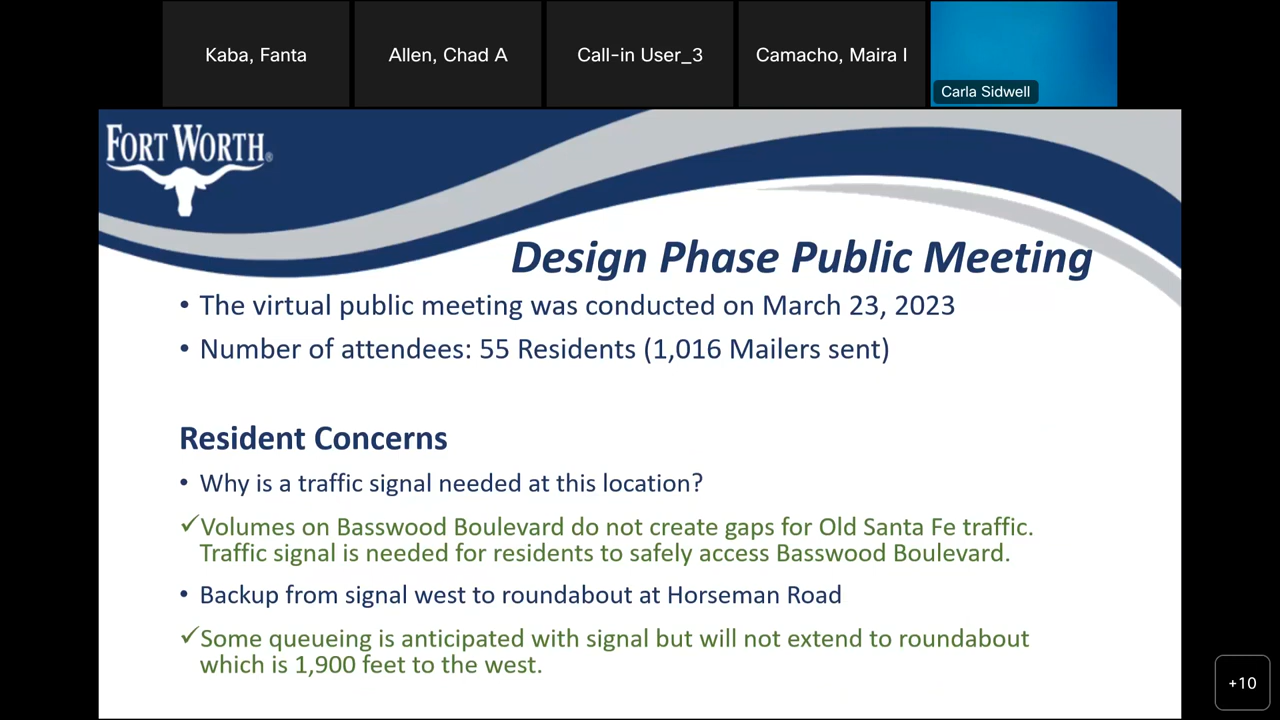 Kaba, Fanta
Allen, Chad A
Call-in User_3
Camacho, Maira I
Carla Sidwell
FORT WORTH®
Design Phase Public Meeting
• The virtual public meeting was conducted on March 23, 2023
• Number of attendees: 55 Residents (1,016 Mailers sent)
Resident Concerns
• Why is a traffic signal needed at this location?
✓Volumes on Basswood Boulevard do not create gaps for Old Santa Fe traffic.
Traffic signal is needed for residents to safely access Basswood Boulevard.
• Backup from signal west to roundabout at Horseman Road
✓Some queueing is anticipated with signal but will not extend to roundabout
which is 1,900 feet to the west.
+10